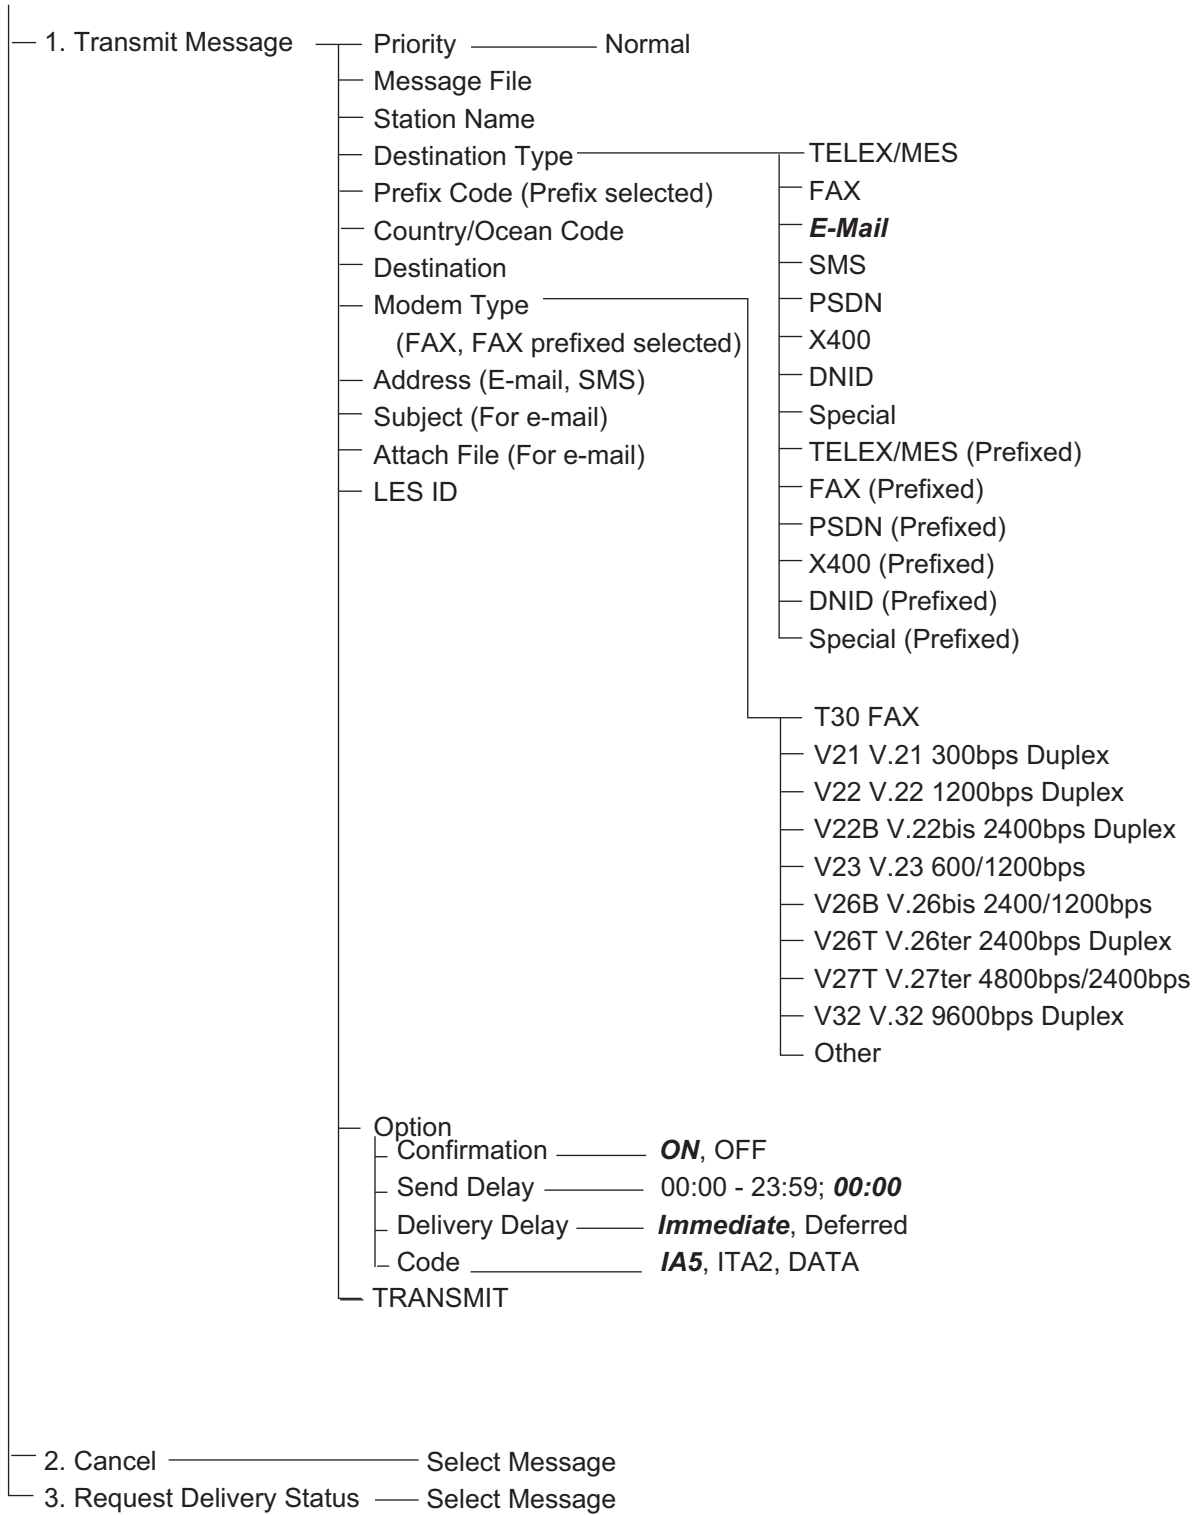 1. Transmit Message
Priority
Normal
Message File
Station Name
Destination Type
TELEX/MES
Prefix Code (Prefix selected)
FAX
Country/Ocean Code
E-Mail
Destination
SMS
Modem Type
PSDN
(FAX, FAX prefixed selected)
X400
Address (E-mail, SMS)
DNID
Subject (For e-mail)
Special
Attach File (For e-mail)
TELEX/MES (Prefixed)
LES ID
FAX (Prefixed)
PSDN (Prefixed)
X400 (Prefixed)
DNID (Prefixed)
Special (Prefixed)
T30 FAX
V21 V.21 300bps Duplex
V22 V.22 1200bps Duplex
V22B V.22bis 2400bps Duplex
V23 V.23 600/1200bps
V26B V.26bis 2400/1200bps
V26T V.26ter 2400bps Duplex
V27T V.27ter 4800bps/2400bps
V32 V.32 9600bps Duplex
Other
Option
Confirmation
ON, OFF
Send Delay
00:00 - 23:59; 00:00
Delivery Delay
Immediate, Deferred
Code
IA5, ITA2, DATA
TRANSMIT
2. Cancel
Select Message
3. Request Delivery Status
Select Message